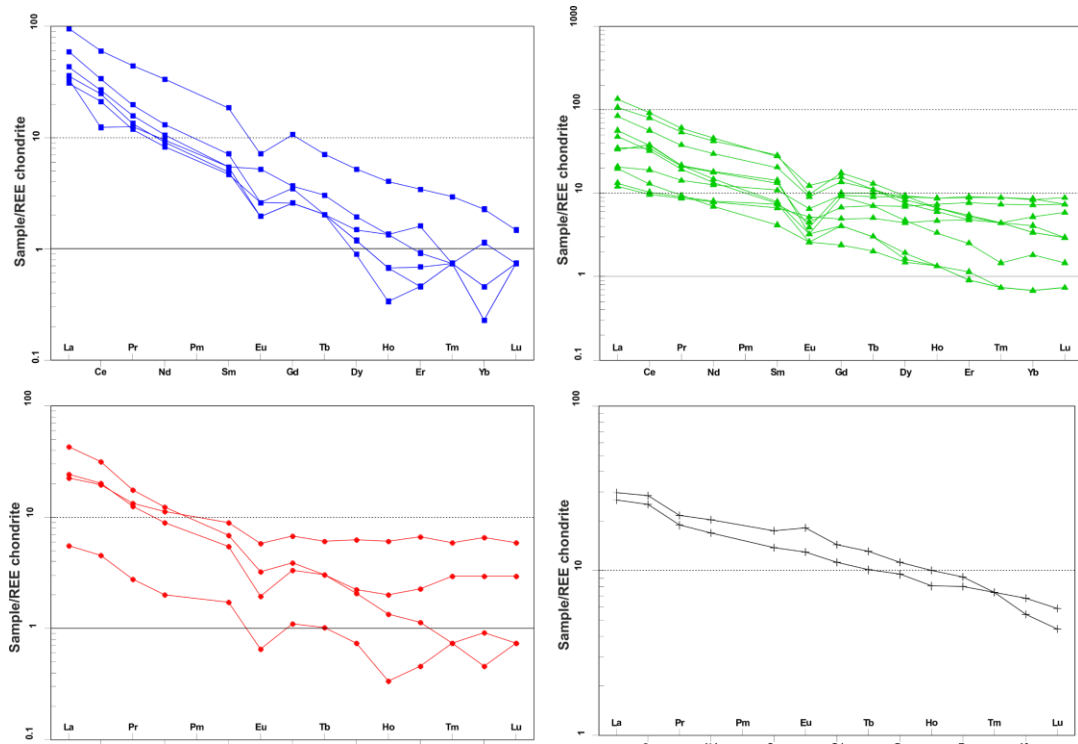 100
10
1
0.1
Sample/REE chondrite
La Pr Pm Eu Tb Ho Tm Lu
Ce Nd Sm Gd Dy Er Yb
1000
100
10
1
0.1
Sample/REE chondrite
La Pr Pm Eu Tb Ho Tm Lu
Ce Nd Sm Gd Dy Er Yb
100
10
1
0.1
Sample/REE chondrite
La Pr Pm Eu Tb Ho Tm Lu
100
10
1
Sample/REE chondrite
La Pr Pm Eu Tb Ho Tm Lu